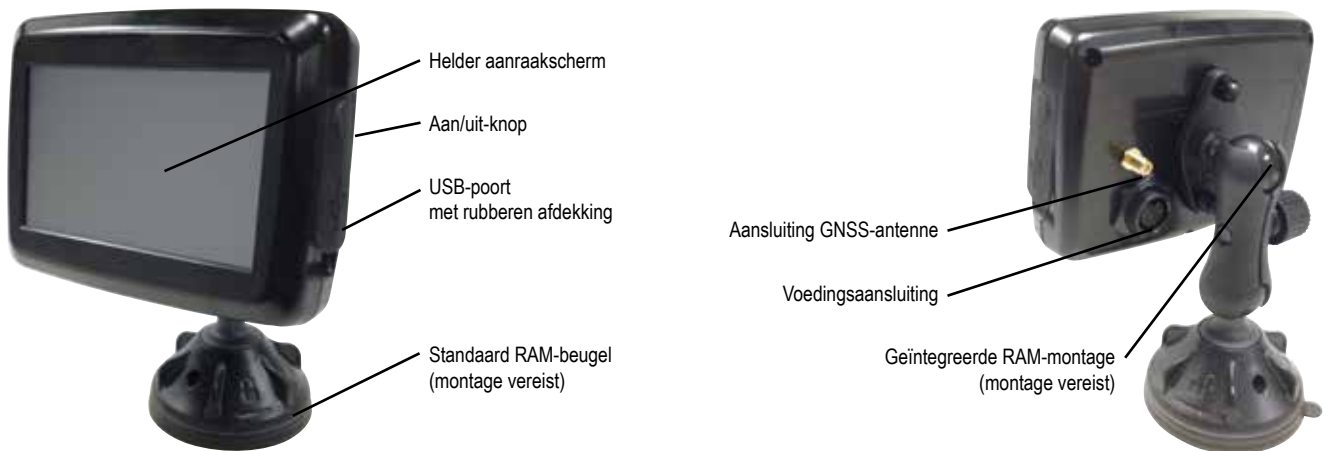 Helder aanraakscherm
Aan/uit-knop
USB-poort
met rubberen afdekking
Standaard RAM-beugel
(montage vereist)
Aansluiting GNSS-antenne
Voedingsaansluiting
Geïntegreerde RAM-montage
(montage vereist)